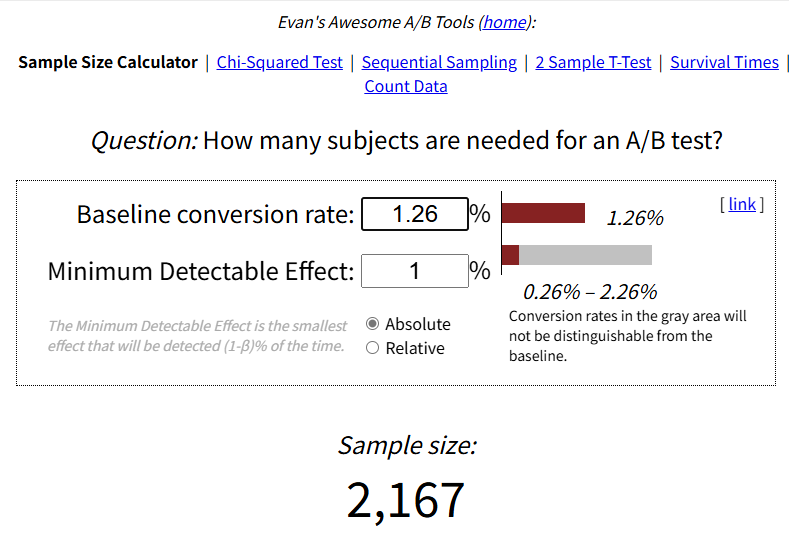 Evan's Awesome A/B Tools (home):
Sample Size Calculator | Chi-Squared Test | Sequential Sampling | 2 Sample T-Test | Survival Times |
Count Data
Question: How many subjects are needed for an A/B test?
Baseline conversion rate: 1.26 %
1.26%
[ link ]
Minimum Detectable Effect: 1 %
0.26% – 2.26%
The Minimum Detectable Effect is the smallest
effect that will be detected (1-β)% of the time.
Absolute
Relative
Conversion rates in the gray area will
not be distinguishable from the
baseline.
Sample size:
2,167